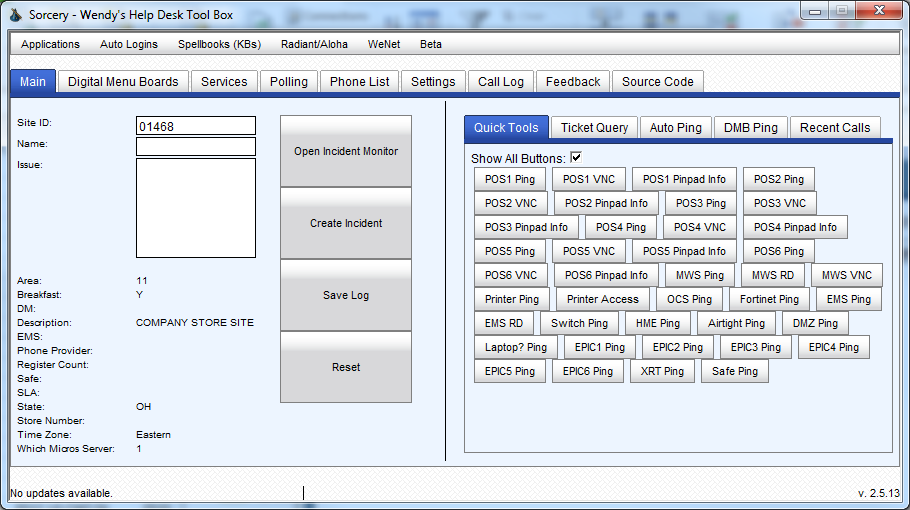 Sorcery - Wendy's Help Desk Tool Box
Applications Auto Logins Spellbooks (KBs) Radiant/Aloha WeNet Beta
Main Digital Menu Boards Services Polling Phone List Settings Call Log Feedback Source Code
Site ID: 01468
Name:
Issue:
Open Incident Monitor
Create Incident
Save Log
Reset
Area: 11
Breakfast: Y
DM:
Description: COMPANY STORE SITE
EMS:
Phone Provider:
Register Count:
Safe:
SLA:
State: OH
Store Number:
Time Zone: Eastern
Which Micros Server: 1
Quick Tools Ticket Query Auto Ping DMB Ping Recent Calls
Show All Buttons:
POS1 Ping POS1 VNC POS1 Pinpad Info POS2 Ping
POS2 VNC POS2 Pinpad Info POS3 Ping POS3 VNC
POS3 Pinpad Info POS4 Ping POS4 VNC POS4 Pinpad Info
POS5 Ping POS5 VNC POS5 Pinpad Info POS6 Ping
POS6 VNC POS6 Pinpad Info MWS Ping MWS RD MWS VNC
Printer Ping Printer Access OCS Ping Fortinet Ping EMS Ping
EMS RD Switch Ping HME Ping Airtight Ping DMZ Ping
Laptop? Ping EPIC1 Ping EPIC2 Ping EPIC3 Ping EPIC4 Ping
EPIC5 Ping EPIC6 Ping XRT Ping Safe Ping
No updates available. v. 2.5.13